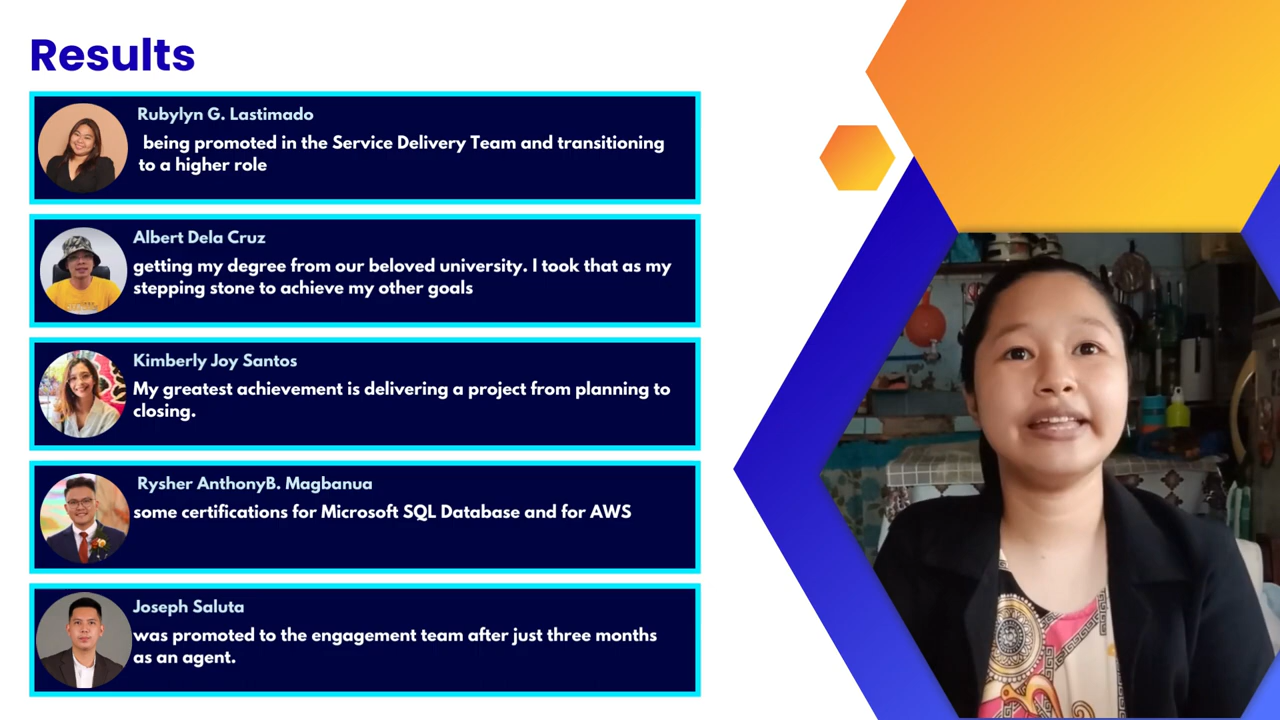 Results
Rubylyn G. Lastimado
being promoted in the Service Delivery Team and transitioning
to a higher role
Albert Dela Cruz
getting my degree from our beloved university. I took that as my
stepping stone to achieve my other goals
Kimberly Joy Santos
My greatest achievement is delivering a project from planning to
closing.
Rysher AnthonyB. Magbanua
some certifications for Microsoft SQL Database and for AWS
Joseph Saluta
was promoted to the engagement team after just three months
as an agent.